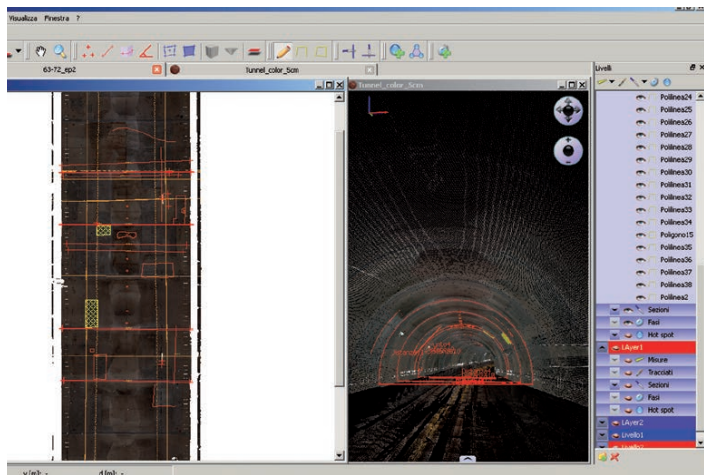 Visualizza Finestra ?
63-72_ep2
Tunnel_color_5cm
Livelli
Tunnel_color_5cm
Polilinea24
Polilinea25
Polilinea26
Polilinea27
Polilinea28
Polilinea29
Polilinea30
Polilinea31
Polilinea32
Polilinea33
Polilinea34
Poligono15
Polilinea35
Polilinea36
Polilinea37
Polilinea38
Polilinea2
Sezioni
Fasi
Hot spot
LAyer1
Misure
Tracciati
Sezioni
Fasi
Hot spot
LAyer2
Livello1
y [m]: - d [m]: -